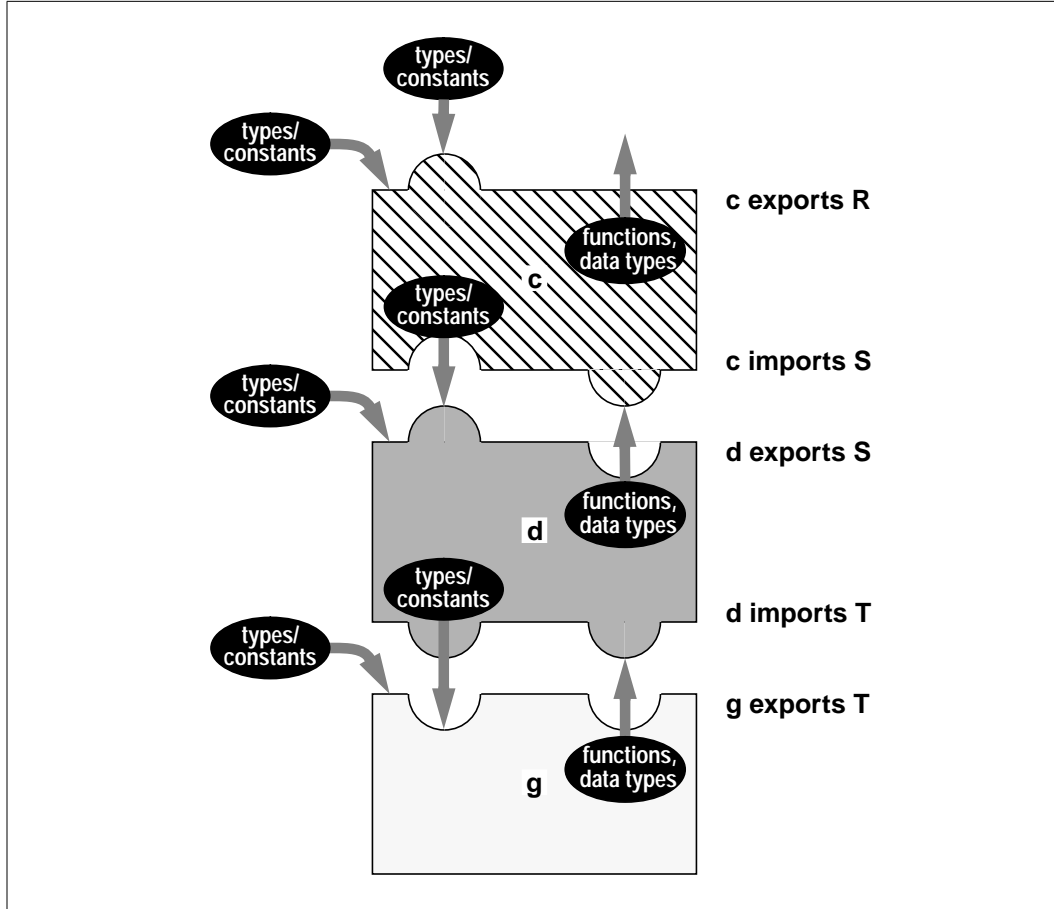 types/
constants
types/
constants
c exports R
functions,
data types
c
types/
constants
c imports S
types/
constants
d exports S
functions,
data types
d
types/
constants
d imports T
types/
constants
g exports T
functions,
data types
g